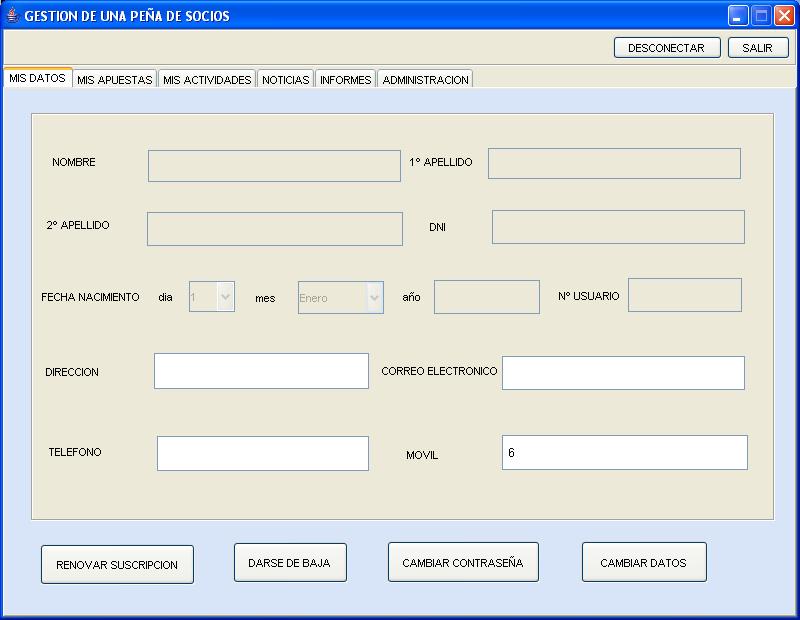 GESTION DE UNA PEÑA DE SOCIOS
DESCONECTAR SALIR
MIS DATOS MIS APUESTAS MIS ACTIVIDADES NOTICIAS INFORMES ADMINISTRACION
NOMBRE 1º APELLIDO
2º APELLIDO DNI
FECHA NACIMIENTO dia 1 mes Enero año Nº USUARIO
DIRECCION CORREO ELECTRONICO
TELEFONO MOVIL 6
RENOVAR SUSCRIPCION DARSE DE BAJA CAMBIAR CONTRASEÑA CAMBIAR DATOS